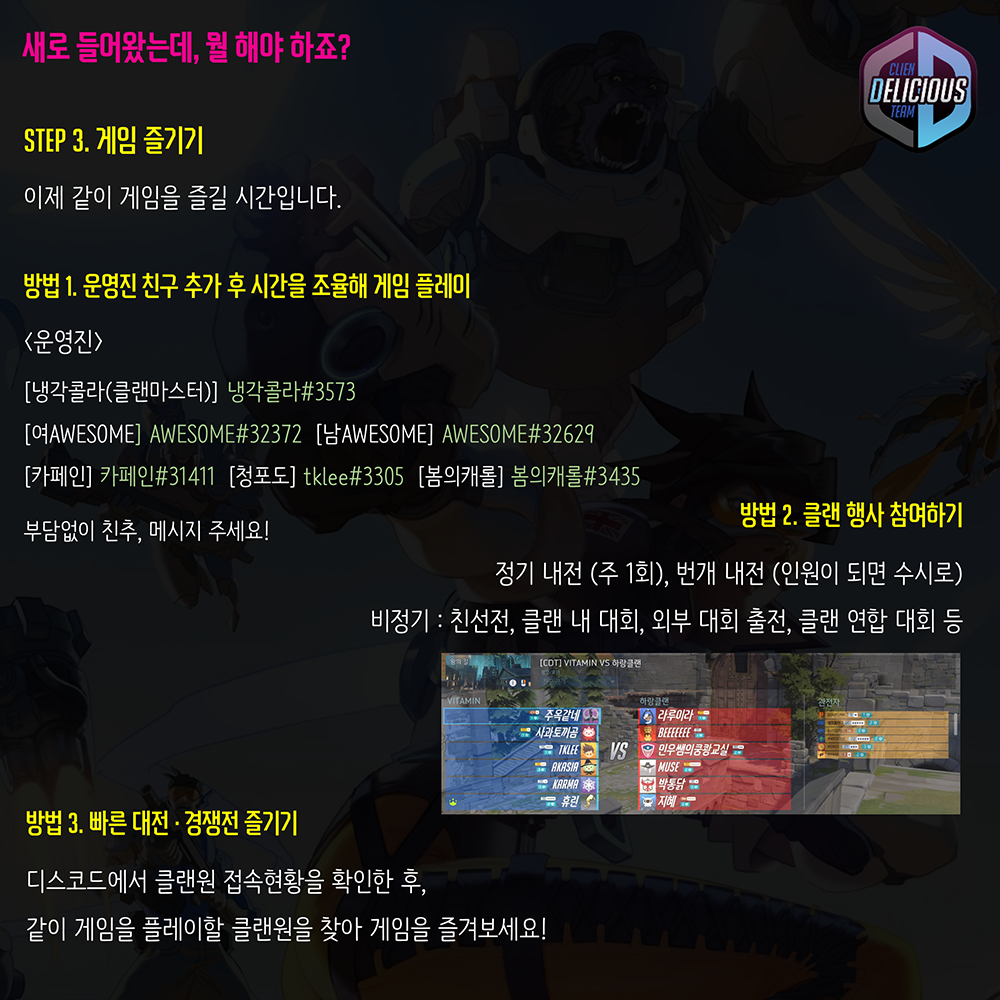 새로 들어왔는데, 뭘 해야 하죠?
CLIEN
DELICIOUS
TEAM
STEP 3. 게임 즐기기
이제 같이 게임을 즐길 시간입니다.
방법 1. 운영진 친구 추가 후 시간을 조율해 게임 플레이
<운영진>
[냉각콜라(클랜마스터)] 냉각콜라#3573
[여AWESOME] AWESOME#32372 [남AWESOME] AWESOME#32629
[카페인] 카페인#31411 [청포도] tklee#3305 [봄의캐롤] 봄의캐롤#3435
부담없이 친추, 메시지 주세요!
방법 2. 클랜 행사 참여하기
정기 내전 (주 1회), 번개 내전 (인원이 되면 수시로)
비정기 : 친선전, 클랜 내 대회, 외부 대회 출전, 클랜 연합 대회 등
왕의 길
[CDT] VITAMIN VS 하랑클랜
VITAMIN
하랑클랜
관전자
주옥같네
라루이라
사과토끼곰
BEEEEEEE
TKLEE
VS
민우쌤의쿵쾅교실
AKASIA
MUSE
KARMA
박통닭
휴린
지혜
방법 3. 빠른 대전 · 경쟁전 즐기기
디스코드에서 클랜원 접속현황을 확인한 후,
같이 게임을 플레이할 클랜원을 찾아 게임을 즐겨보세요!